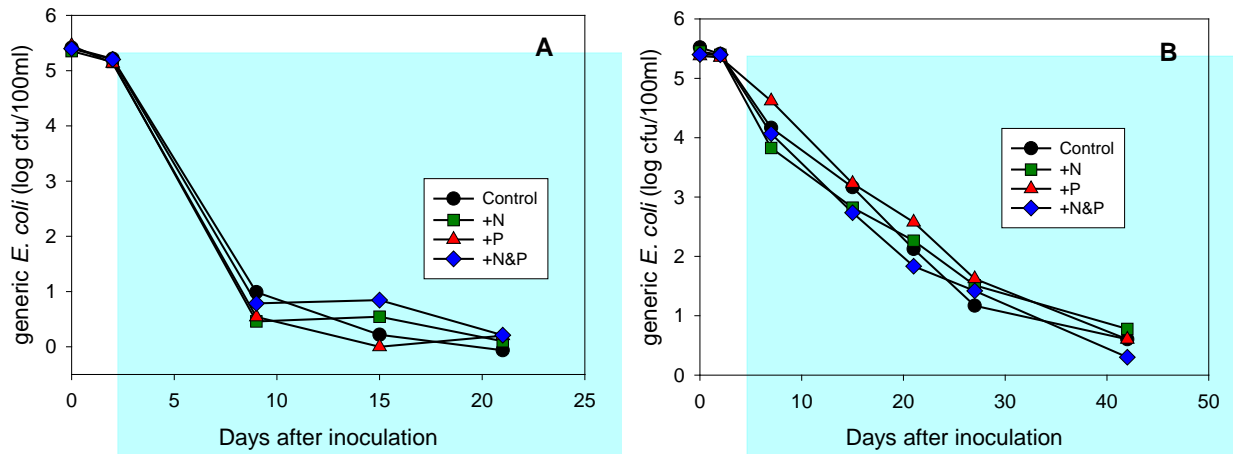 A
generic E. coli (log cfu/100ml)
6
5
4
3
2
1
0
Control
+N
+P
+N&P
0 5 10 15 20 25
Days after inoculation
B
generic E. coli (log cfu/100ml)
6
5
4
3
2
1
0
Control
+N
+P
+N&P
0 10 20 30 40 50
Days after inoculation